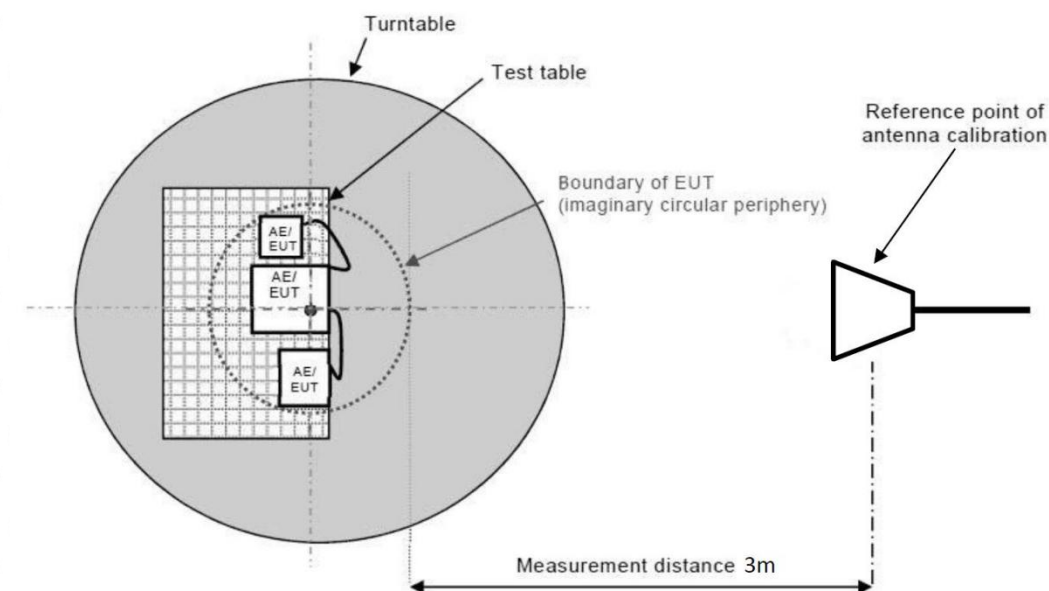 Turntable
Test table
Reference point of
antenna calibration
Boundary of EUT
(imaginary circular periphery)
AE/
EUT
AE/
EUT
AE/
EUT
Measurement distance 3m